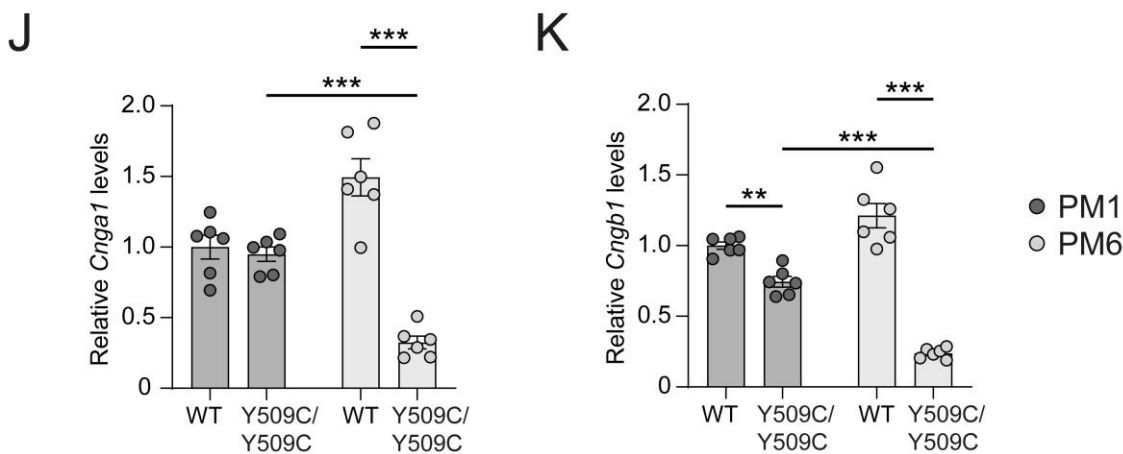 J
***
***
2.0
1.5
1.0
0.5
0
Relative Cnga1 levels
WT
Y509C/
Y509C
WT
Y509C/
Y509C
K
***
***
**
2.0
1.5
1.0
0.5
0
Relative Cngb1 levels
WT
Y509C/
Y509C
WT
Y509C/
Y509C
PM1
PM6